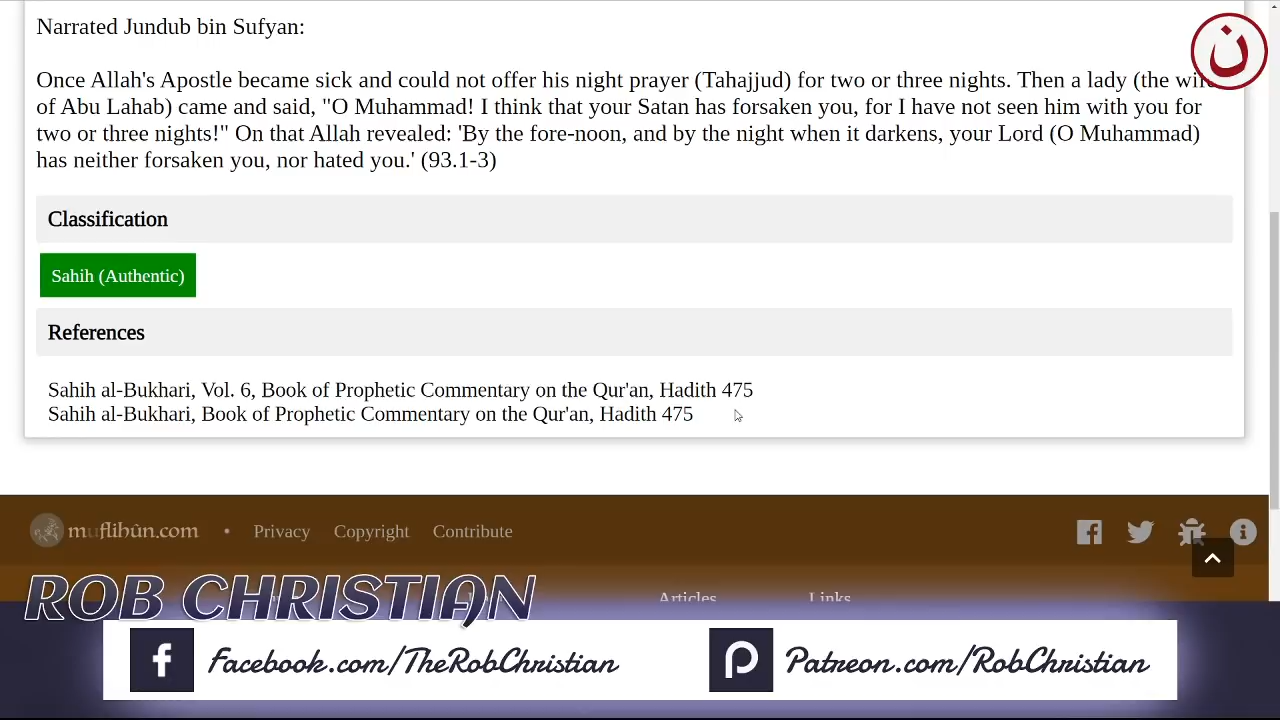 Narrated Jundub bin Sufyan:
Once Allah's Apostle became sick and could not offer his night prayer (Tahajjud) for two or three nights. Then a lady (the wife
of Abu Lahab) came and said, "O Muhammad! I think that your Satan has forsaken you, for I have not seen him with you for
two or three nights!" On that Allah revealed: 'By the fore-noon, and by the night when it darkens, your Lord (O Muhammad)
has neither forsaken you, nor hated you.' (93.1-3)
Classification
Sahih (Authentic)
References
Sahih al-Bukhari, Vol. 6, Book of Prophetic Commentary on the Qur'an, Hadith 475
Sahih al-Bukhari, Book of Prophetic Commentary on the Qur'an, Hadith 475
muflihûn.com • Privacy Copyright Contribute
Articles Links
ROB CHRISTIAN
Facebook.com/TheRobChristian Patreon.com/RobChristian
ن